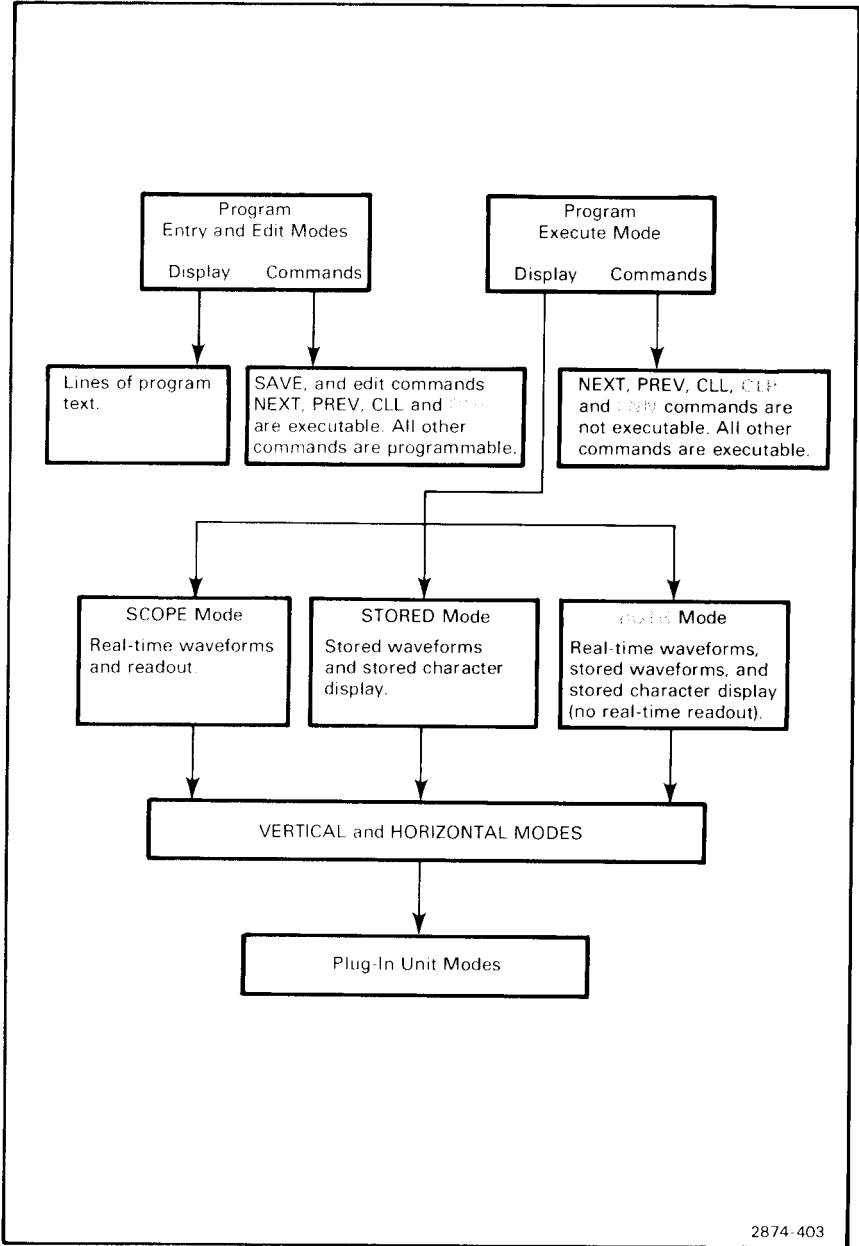 Program
Entry and Edit Modes
Display Commands
Program
Execute Mode
Display Commands
Lines of program
text.
SAVE, and edit commands
NEXT, PREV, CLL and
are executable. All other
commands are programmable.
NEXT, PREV, CLL,
and commands are
not executable. All other
commands are executable.
SCOPE Mode
Real-time waveforms
and readout.
STORED Mode
Stored waveforms
and stored character
display.
Mode
Real-time waveforms,
stored waveforms, and
stored character display
(no real-time readout).
VERTICAL and HORIZONTAL MODES
Plug-In Unit Modes
2874-403